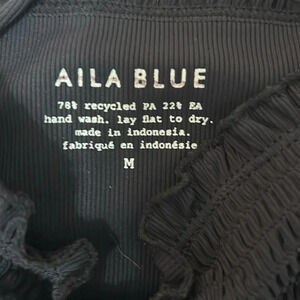 AILA BLUE
78% recycled PA 22% EA
hand wash. lay flat to dry.
made in indonesia.
fabriqué en indonésie
M